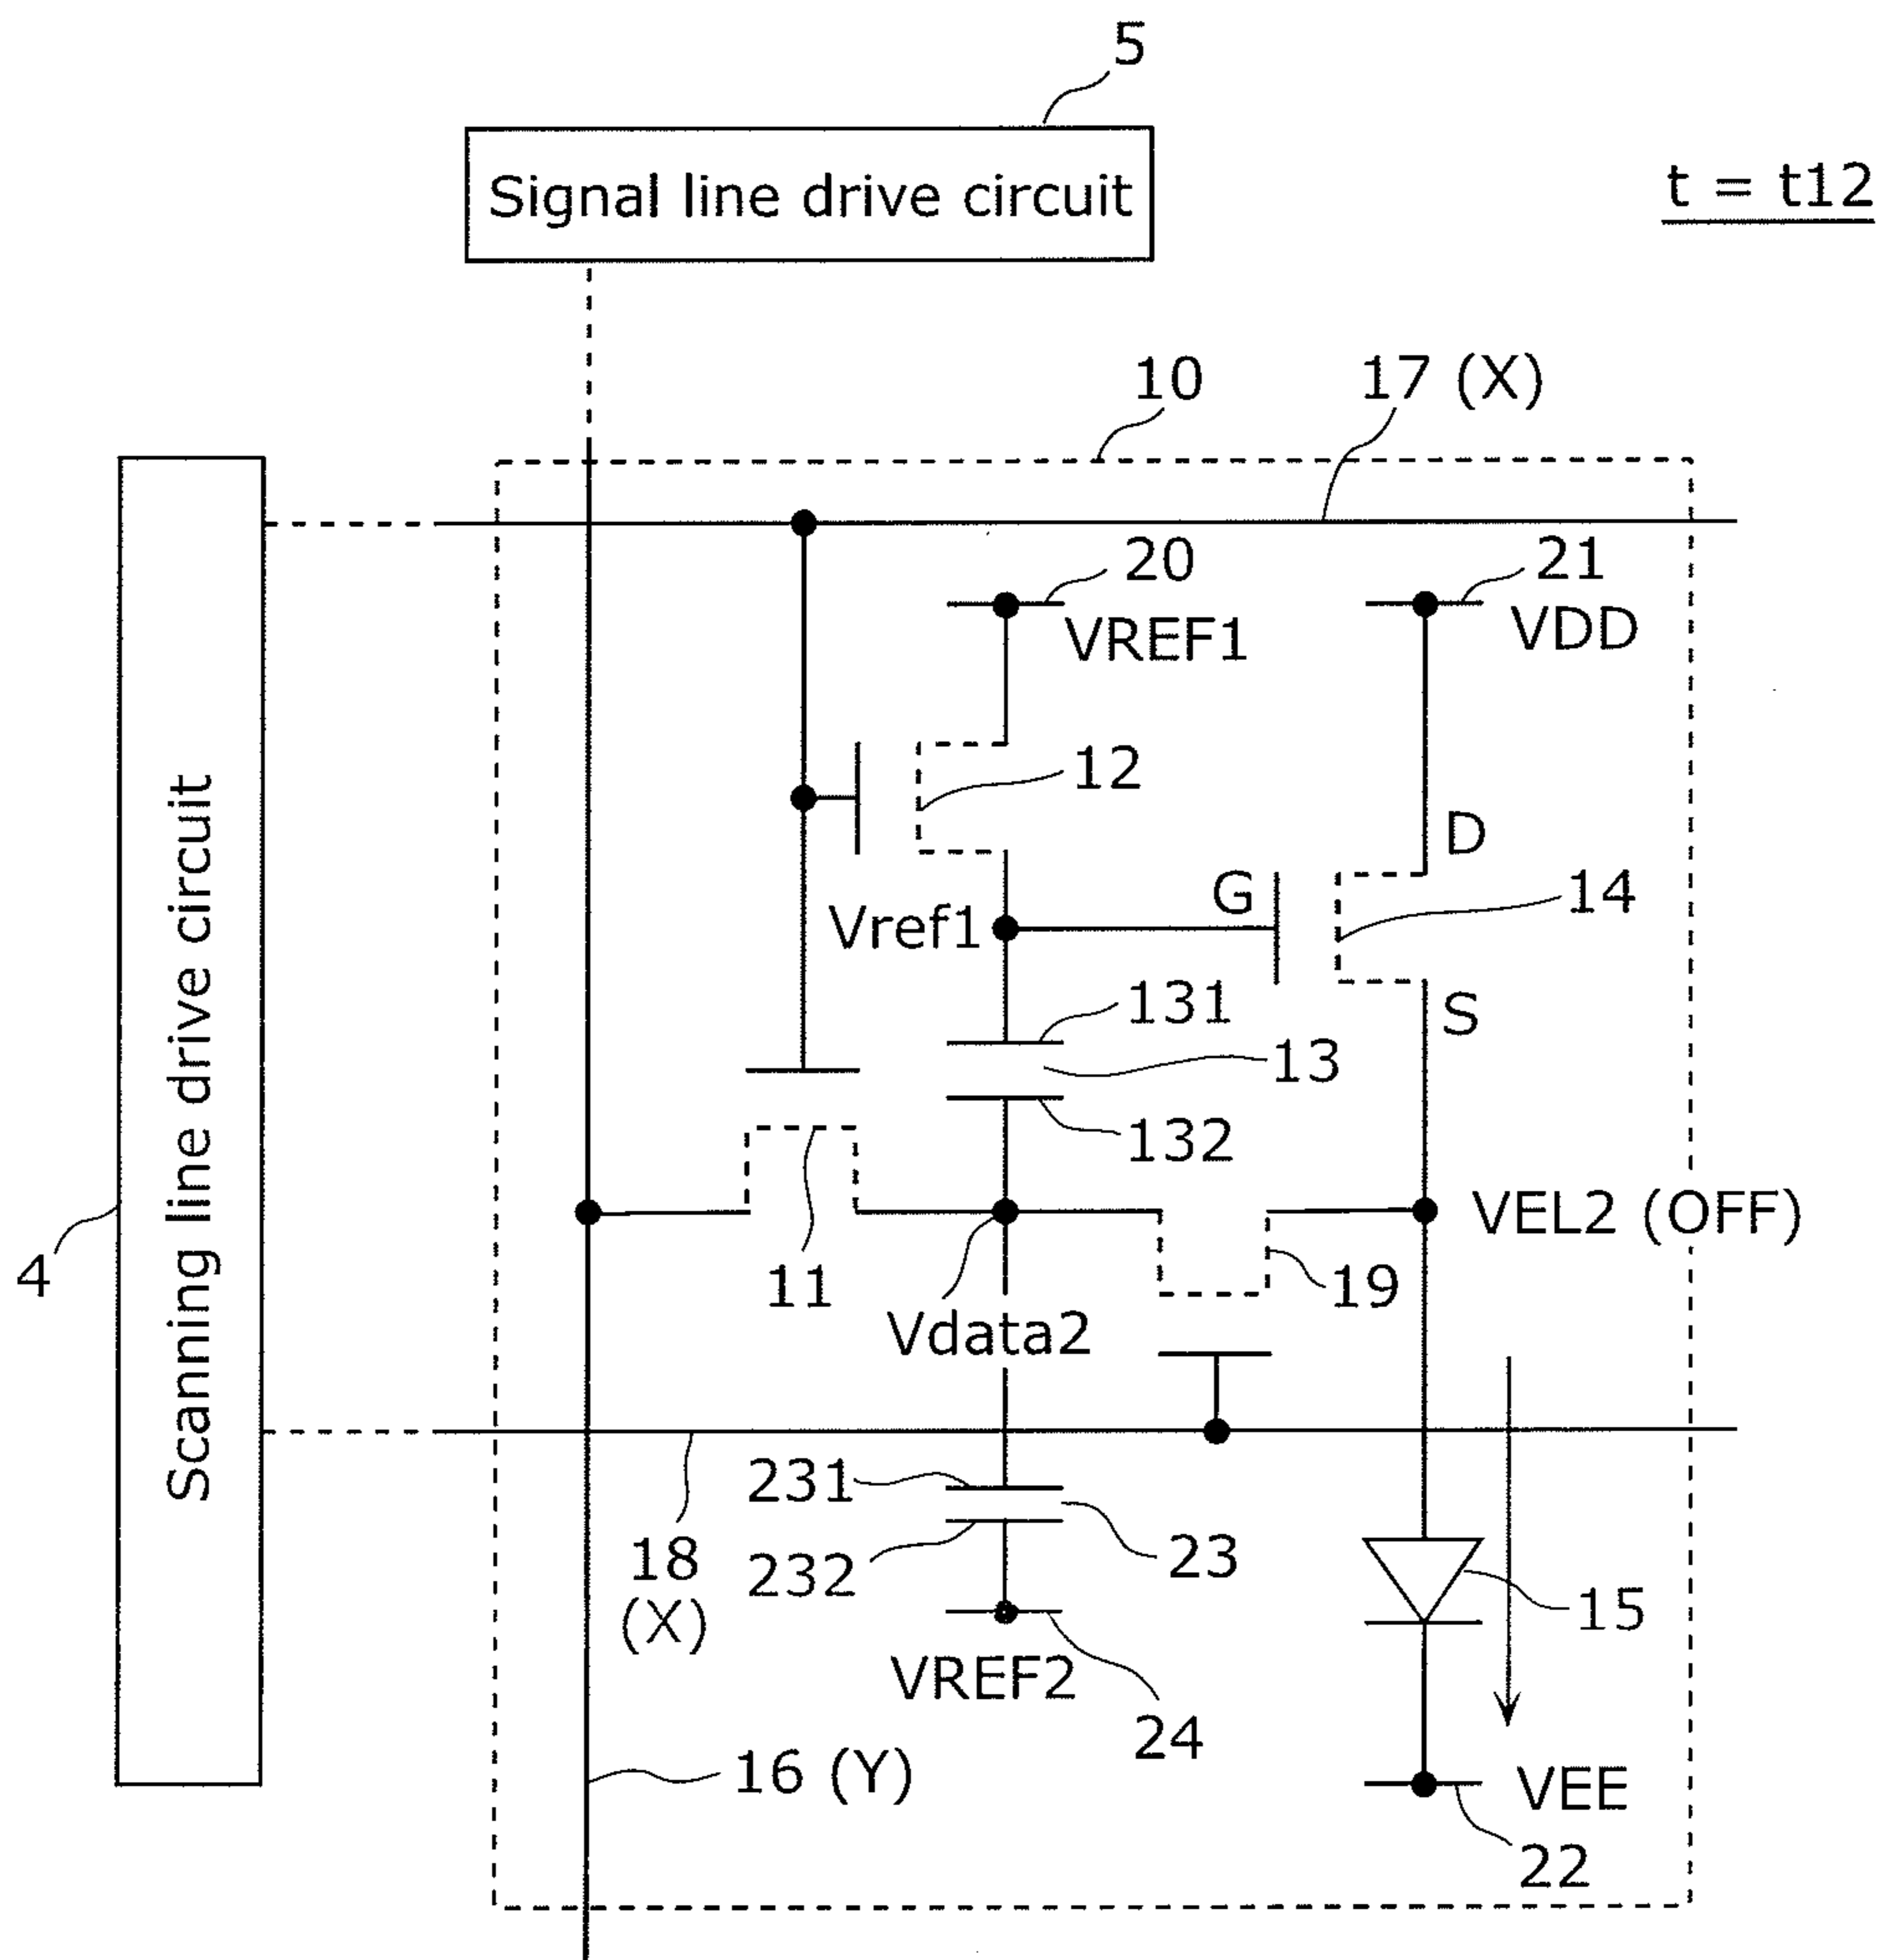 5
Signal line drive circuit
t = t12
10
17 (X)
20
21
VREF1
VDD
12
D
G
14
Vref1
131
S
13
132
VEL2 (OFF)
4
Scanning line drive circuit
11
19
Vdata2
231
18
(X)
232
23
15
VREF2
24
16 (Y)
VEE
22